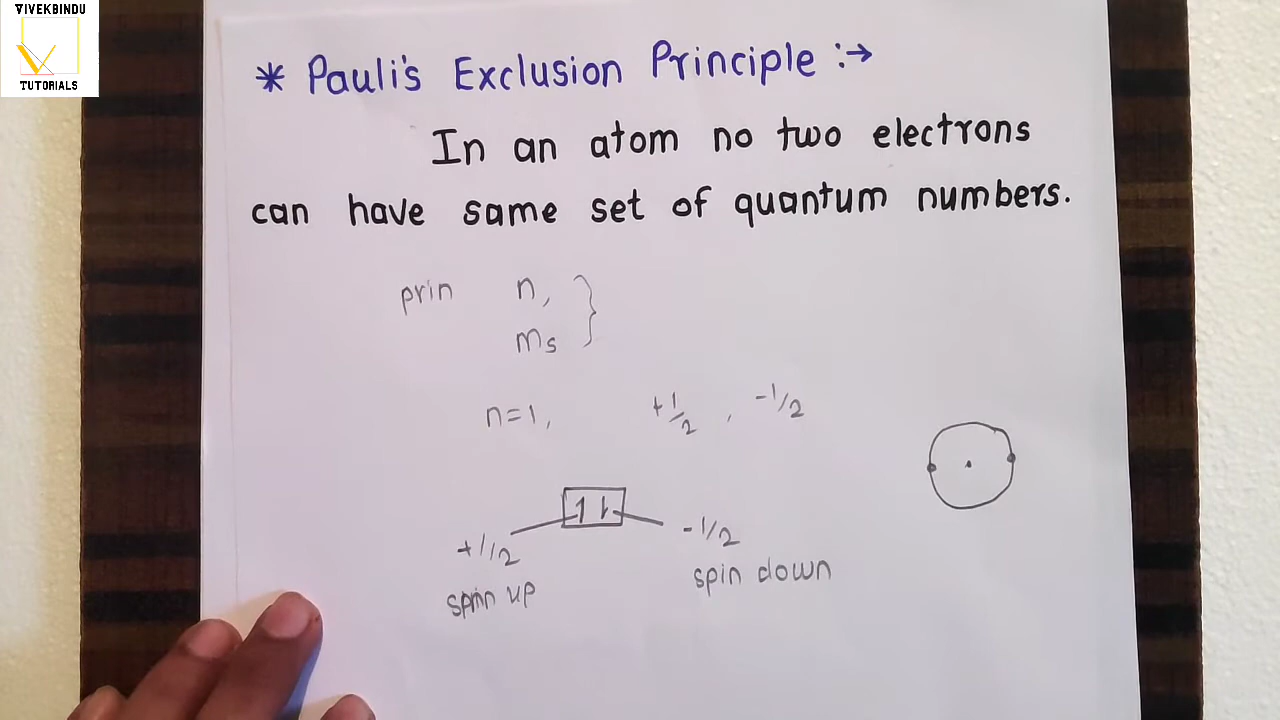 VIVEKBINDU
TUTORIALS
* Pauli's Exclusion Principle :→
In an atom no two electrons
can have same set of quantum numbers.
prin n,
ms
n=1, +1/2 , -1/2
+1/2 -1/2
spin up spin down